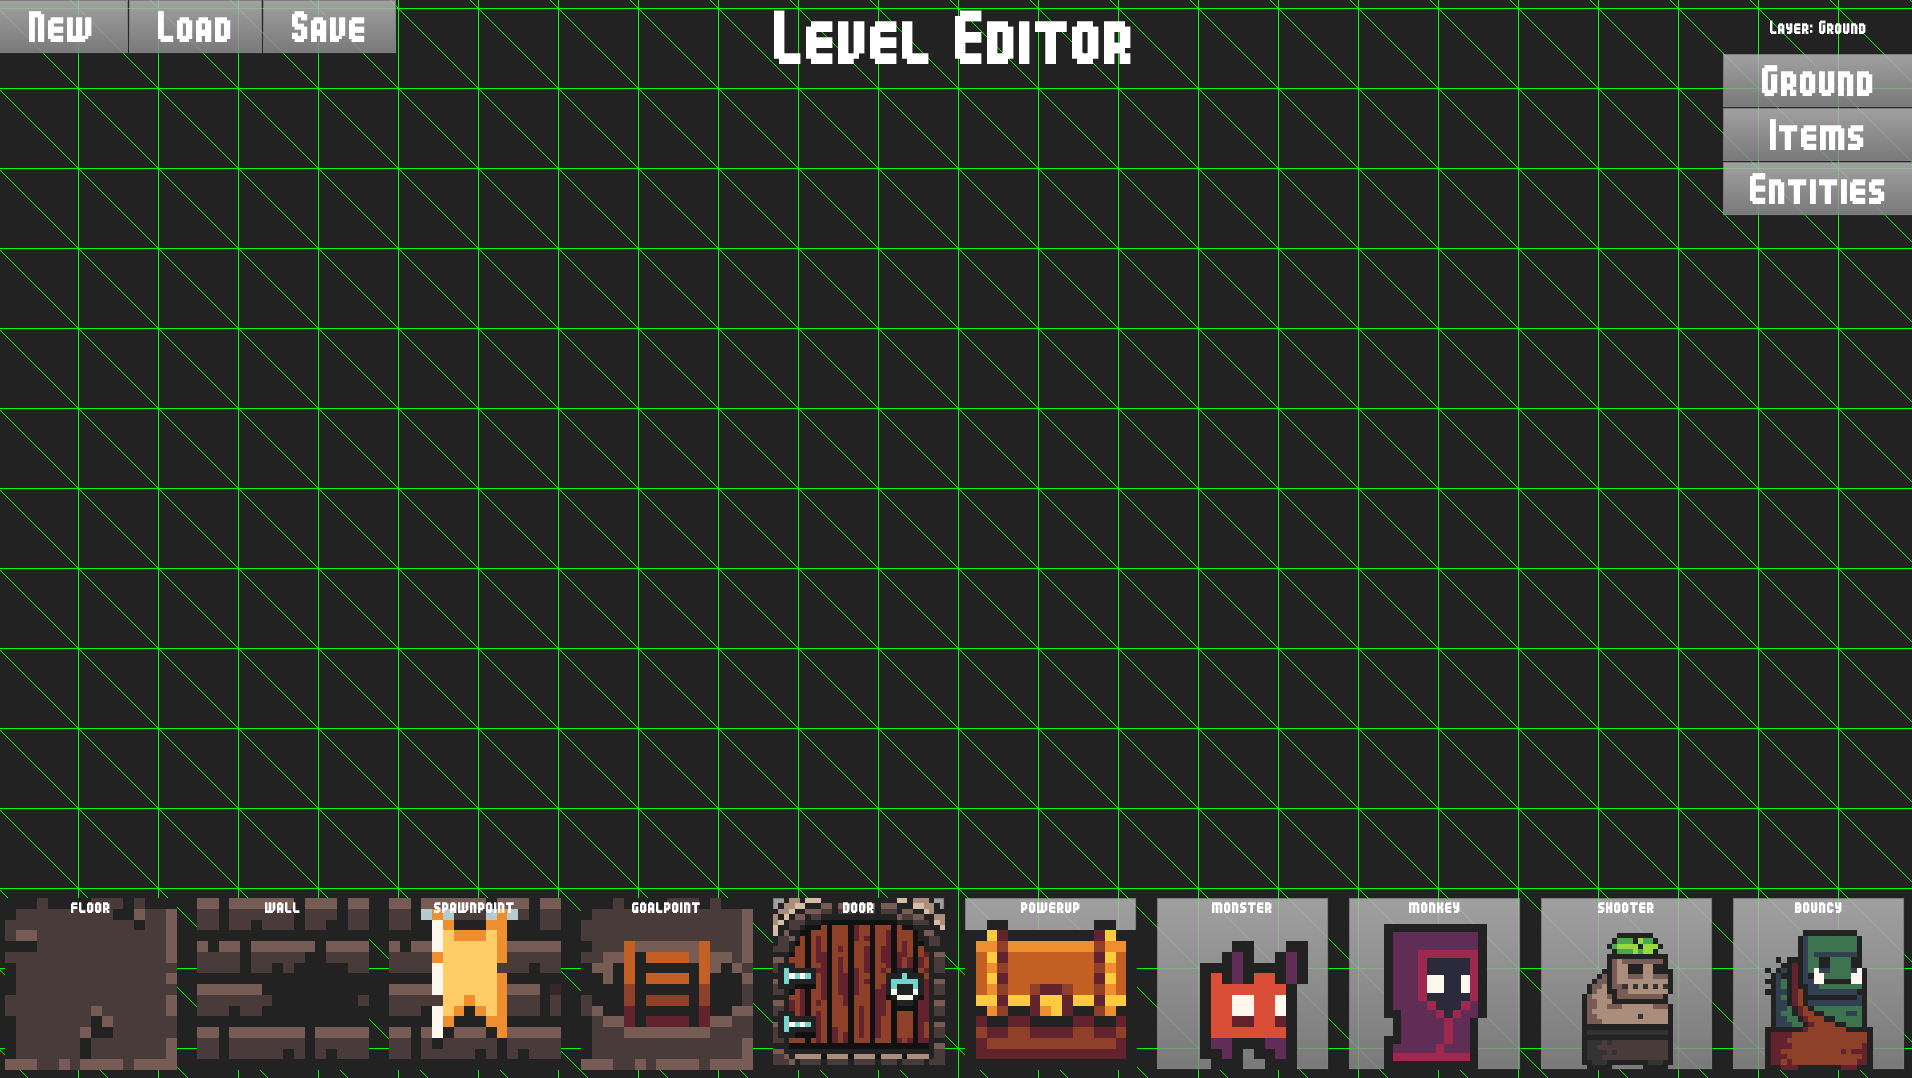 New Load Save
Level Editor
Layer: Ground
Ground
Items
Entities
floor wall spawnpoint goalpoint door powerup monster monkey shooter bouncy